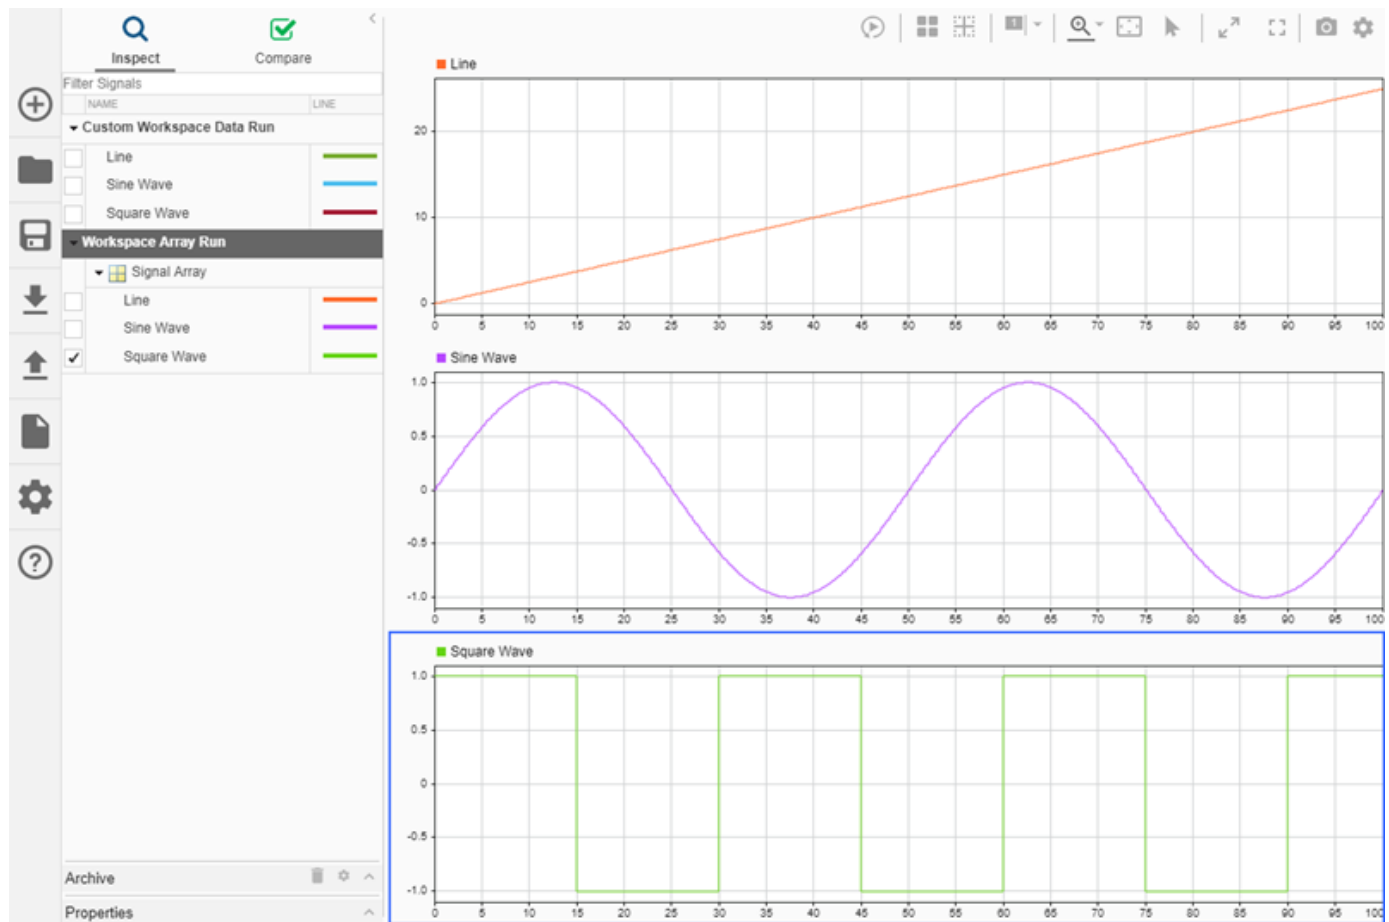 Inspect Compare
Filter Signals
NAME LINE
Custom Workspace Data Run
Line
Sine Wave
Square Wave
Workspace Array Run
Signal Array
Line
Sine Wave
Square Wave
Archive
Properties
1
Line
20
10
0
0 5 10 15 20 25 30 35 40 45 50 55 60 65 70 75 80 85 90 95 100
Sine Wave
1.0
0.5
0
-0.5
-1.0
0 5 10 15 20 25 30 35 40 45 50 55 60 65 70 75 80 85 90 95 100
Square Wave
1.0
0.5
0
-0.5
-1.0
0 5 10 15 20 25 30 35 40 45 50 55 60 65 70 75 80 85 90 95 100